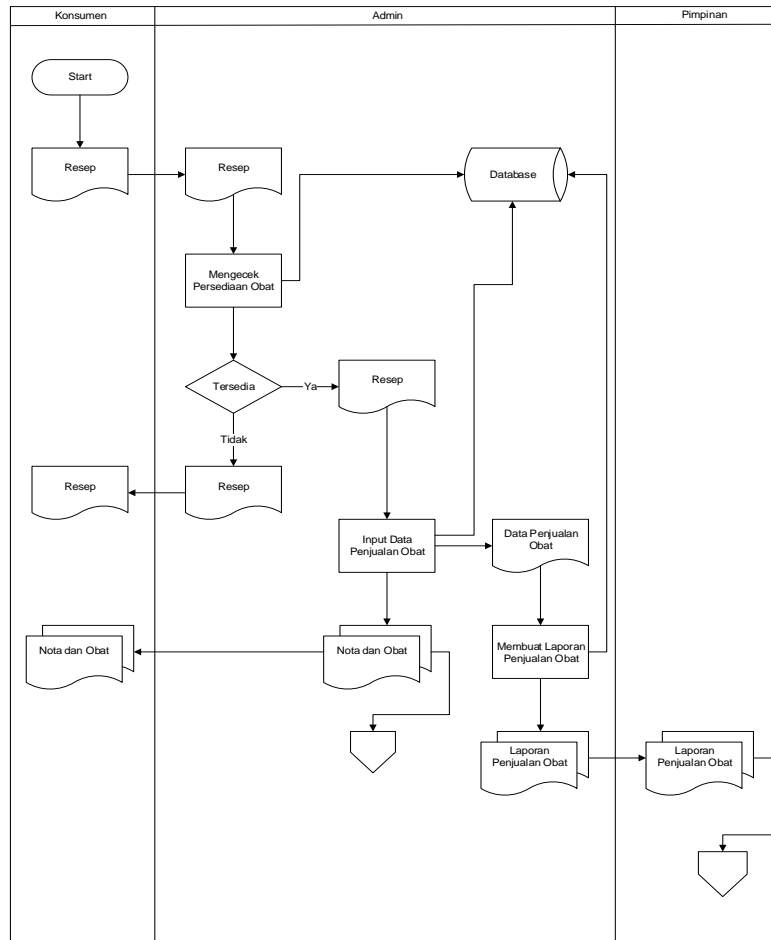 Konsumen
Admin
Pimpinan
Start
Resep
Resep
Database
Mengecek
Persediaan Obat
Tersedia
Ya
Resep
Tidak
Resep
Resep
Input Data
Penjualan Obat
Data Penjualan
Obat
Nota dan Obat
Nota dan Obat
Membuat Laporan
Penjualan Obat
Laporan
Penjualan Obat
Laporan
Penjualan Obat